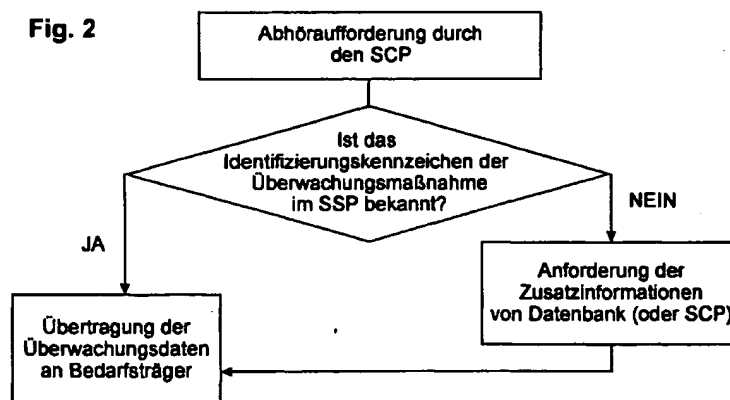 Fig. 2
Abhöraufforderung durch
den SCP
Ist das
Identifizierungskennzeichen der
Überwachungsmaßnahme
im SSP bekannt?
JA
NEIN
Übertragung der
Überwachungsdaten
an Bedarfsträger
Anforderung der
Zusatzinformationen
von Datenbank (oder SCP)